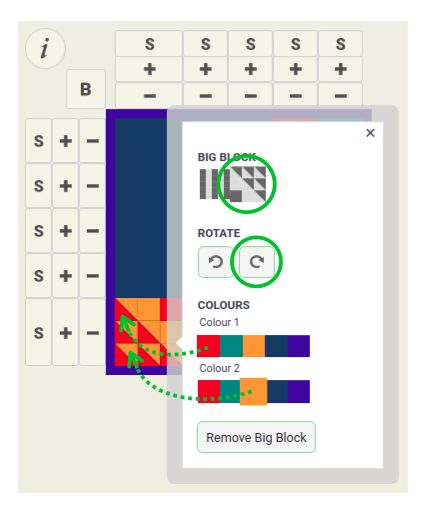 i
S S S S S
+ + + + +
B
− − − − −
S + −
S + −
S + −
S + −
S + −
×
BIG BLOCK
ROTATE
COLOURS
Colour 1
Colour 2
Remove Big Block